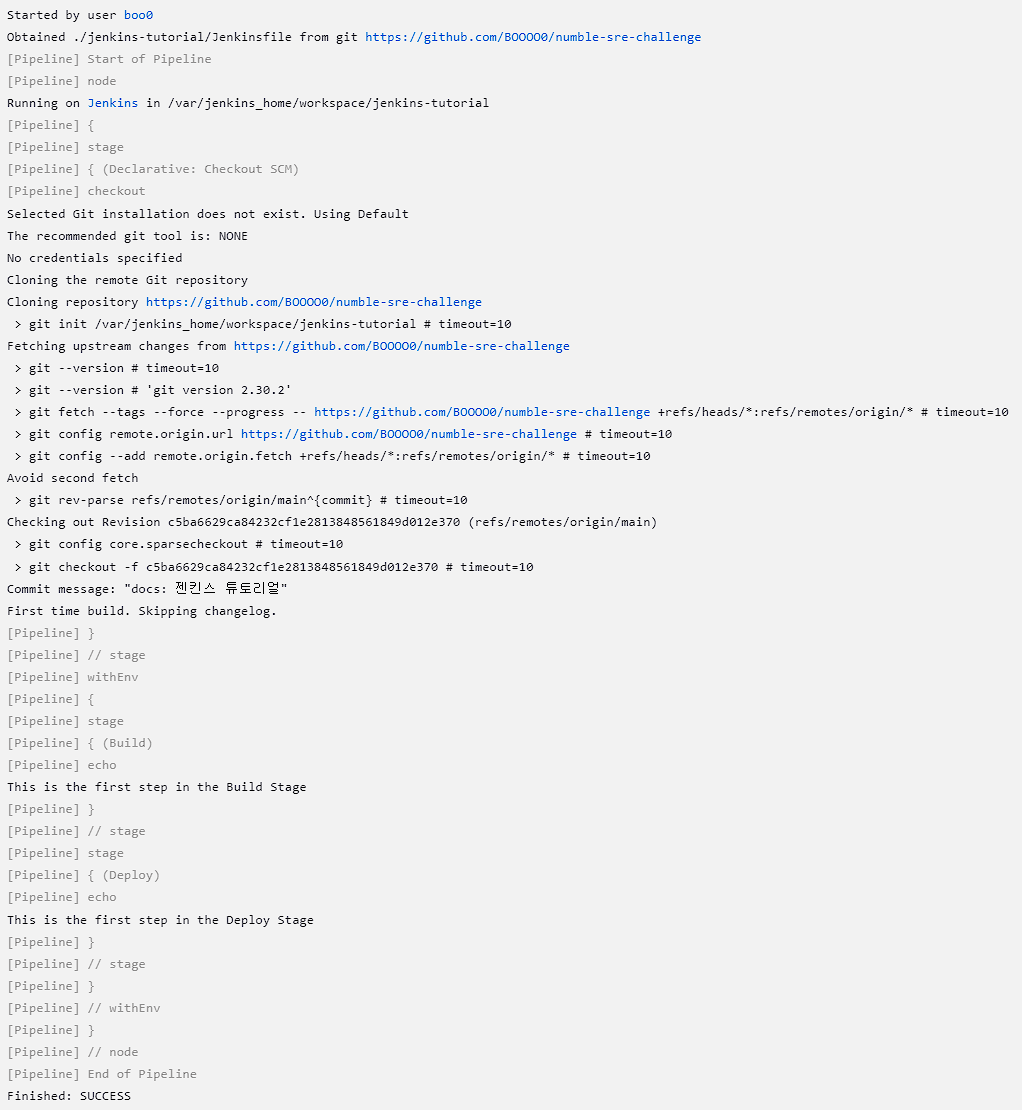 Started by user boo0
Obtained ./jenkins-tutorial/Jenkinsfile from git https://github.com/BOOOO0/numble-sre-challenge
[Pipeline] Start of Pipeline
[Pipeline] node
Running on Jenkins in /var/jenkins_home/workspace/jenkins-tutorial
[Pipeline] {
[Pipeline] stage
[Pipeline] { (Declarative: Checkout SCM)
[Pipeline] checkout
Selected Git installation does not exist. Using Default
The recommended git tool is: NONE
No credentials specified
Cloning the remote Git repository
Cloning repository https://github.com/BOOOO0/numble-sre-challenge
 > git init /var/jenkins_home/workspace/jenkins-tutorial # timeout=10
Fetching upstream changes from https://github.com/BOOOO0/numble-sre-challenge
 > git --version # timeout=10
 > git --version # 'git version 2.30.2'
 > git fetch --tags --force --progress -- https://github.com/BOOOO0/numble-sre-challenge +refs/heads/*:refs/remotes/origin/* # timeout=10
 > git config remote.origin.url https://github.com/BOOOO0/numble-sre-challenge # timeout=10
 > git config --add remote.origin.fetch +refs/heads/*:refs/remotes/origin/* # timeout=10
Avoid second fetch
 > git rev-parse refs/remotes/origin/main^{commit} # timeout=10
Checking out Revision c5ba6629ca84232cf1e2813848561849d012e370 (refs/remotes/origin/main)
 > git config core.sparsecheckout # timeout=10
 > git checkout -f c5ba6629ca84232cf1e2813848561849d012e370 # timeout=10
Commit message: "docs: 젠킨스 튜토리얼"
First time build. Skipping changelog.
[Pipeline] }
[Pipeline] // stage
[Pipeline] withEnv
[Pipeline] {
[Pipeline] stage
[Pipeline] { (Build)
[Pipeline] echo
This is the first step in the Build Stage
[Pipeline] }
[Pipeline] // stage
[Pipeline] stage
[Pipeline] { (Deploy)
[Pipeline] echo
This is the first step in the Deploy Stage
[Pipeline] }
[Pipeline] // stage
[Pipeline] }
[Pipeline] // withEnv
[Pipeline] }
[Pipeline] // node
[Pipeline] End of Pipeline
Finished: SUCCESS